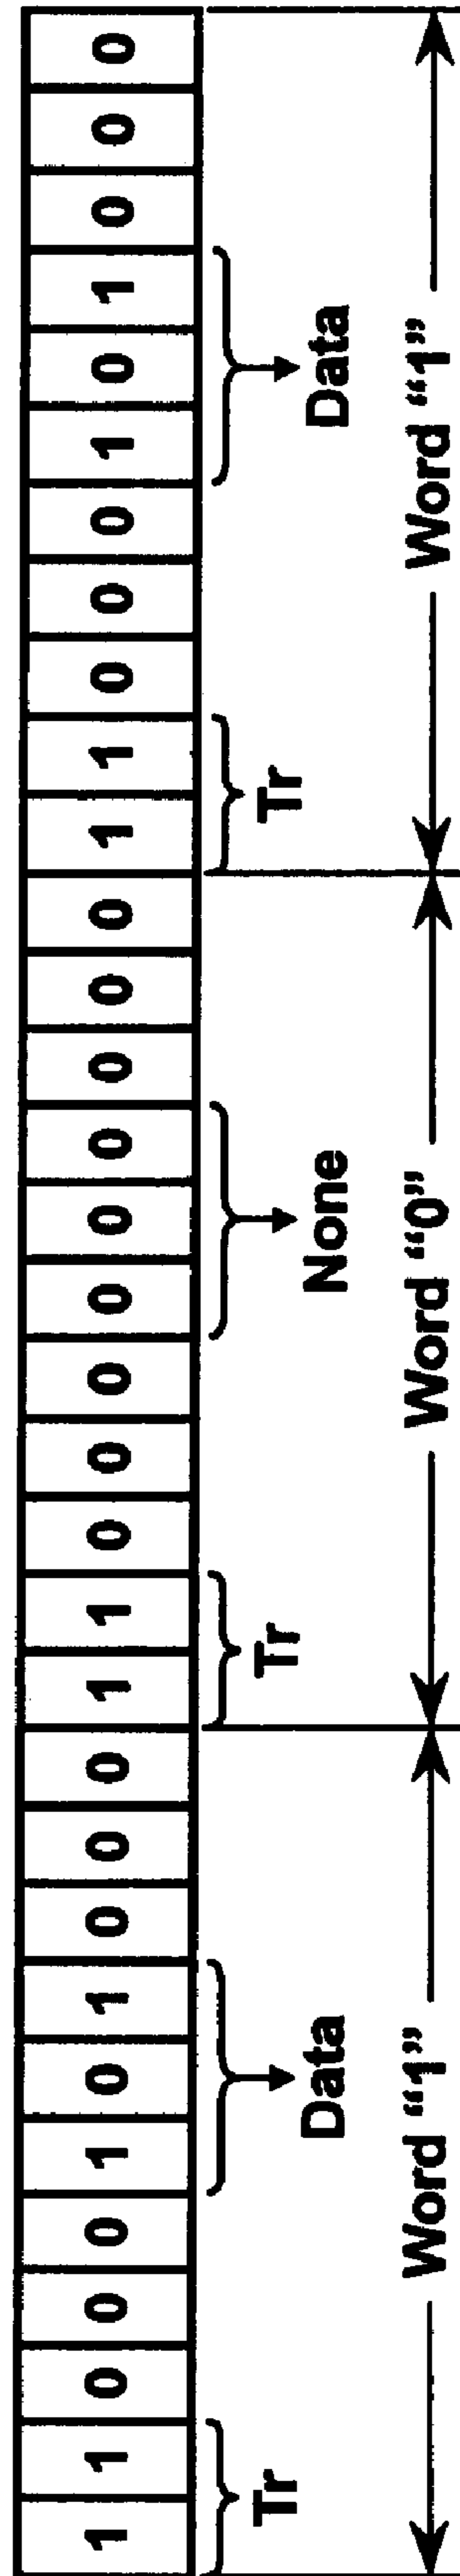 1 1 0 0 0 1 0 1 0 0 0 1 1 0 0 0 0 0 0 0 0 0 1 1 0 0 0 1 0 1 0 0 0
Tr Data Tr None Tr Data
Word “1” Word “0” Word “1”